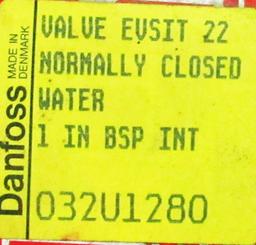 VALVE EVSIT 22
NORMALLY CLOSED
WATER
1 IN BSP INT
032U1280
Danfoss
MADE IN
DENMARK